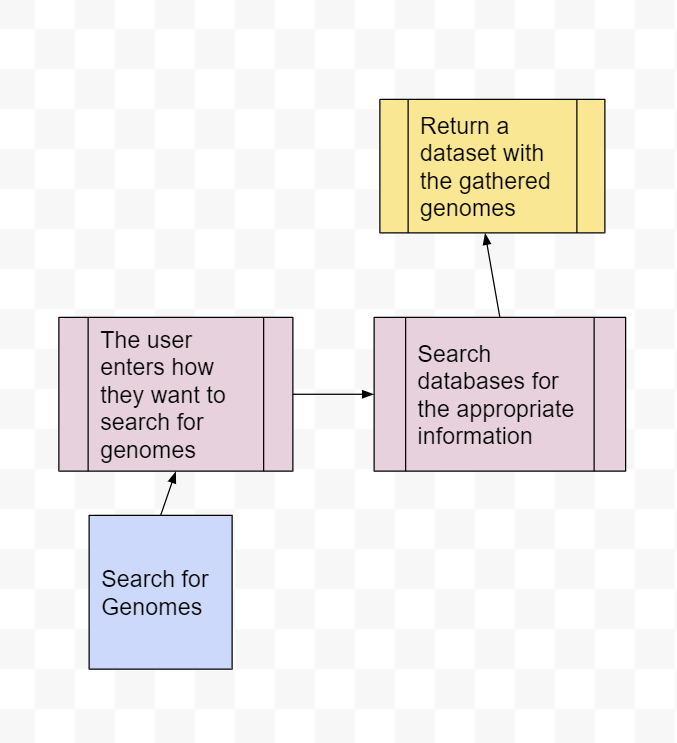 Return a
dataset with
the gathered
genomes
The user
enters how
they want to
search for
genomes
Search
databases for
the appropriate
information
Search for
Genomes